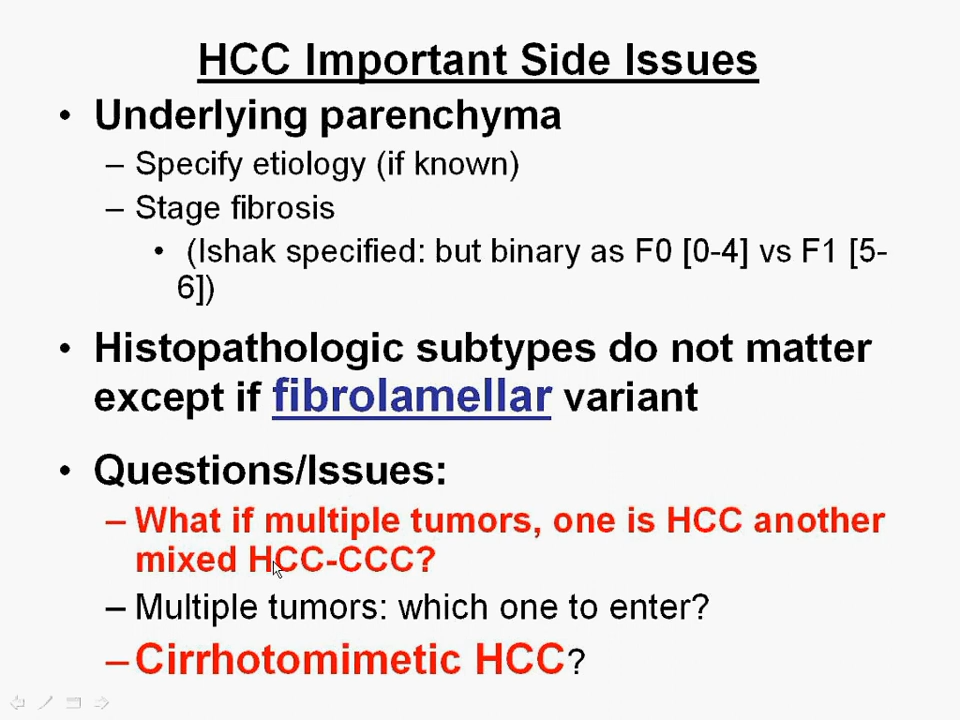 HCC Important Side Issues
• Underlying parenchyma
– Specify etiology (if known)
– Stage fibrosis
• (Ishak specified: but binary as F0 [0-4] vs F1 [5-
6])
• Histopathologic subtypes do not matter
except if fibrolamellar variant
• Questions/Issues:
– What if multiple tumors, one is HCC another
mixed HCC-CCC?
– Multiple tumors: which one to enter?
– Cirrhotomimetic HCC?